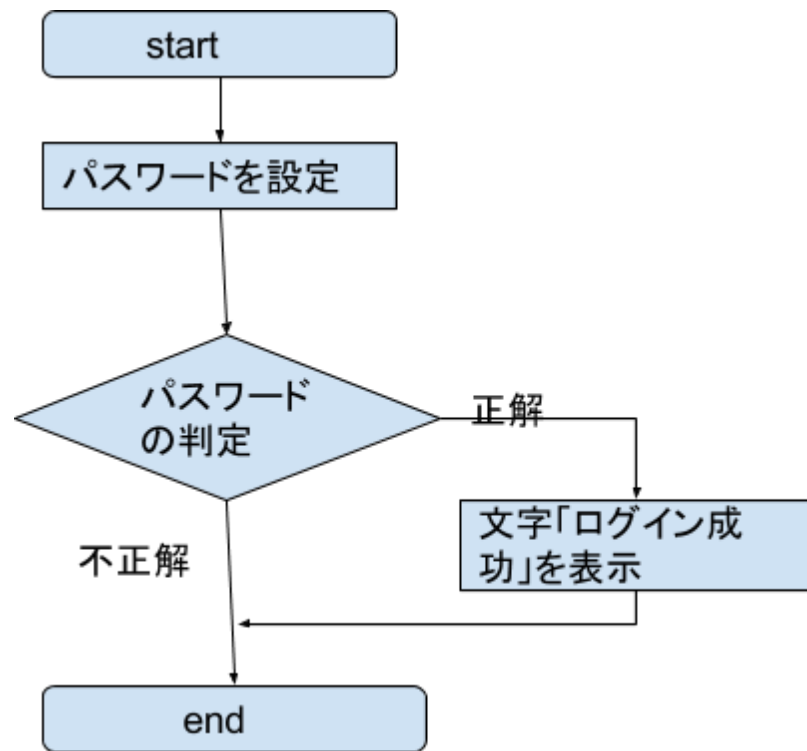 start
パスワードを設定
パスワード
の判定
正解
文字「ログイン成
功」を表示
不正解
end